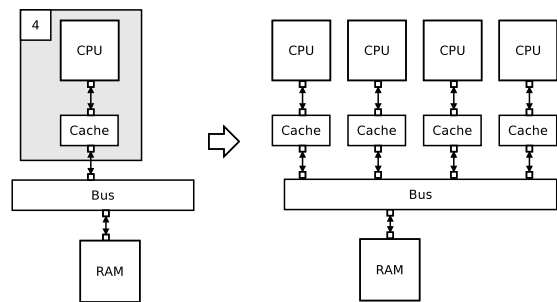 4
CPU
Cache
Bus
RAM
CPU CPU CPU CPU
Cache Cache Cache Cache
Bus
RAM